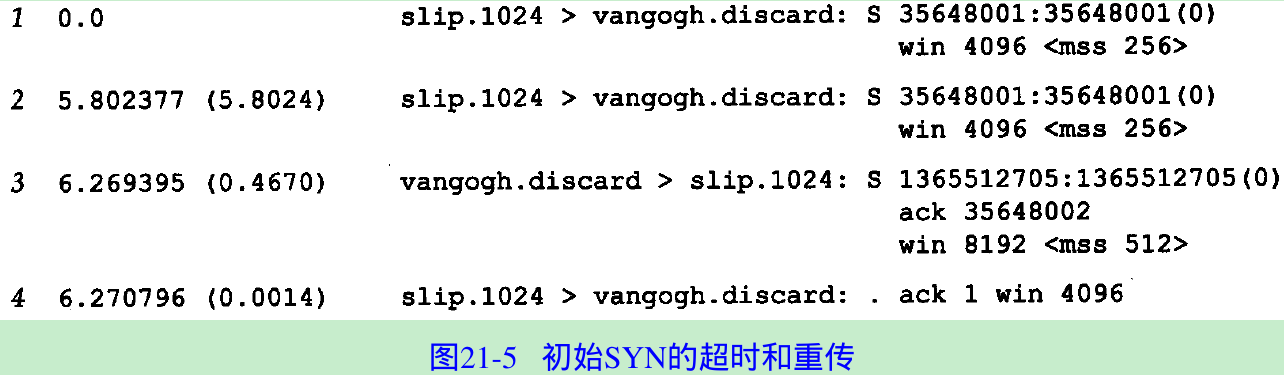 1 0.0 slip.1024 > vangogh.discard: S 35648001:35648001(0)
win 4096 <mss 256>
2 5.802377 (5.8024) slip.1024 > vangogh.discard: S 35648001:35648001(0)
win 4096 <mss 256>
3 6.269395 (0.4670) vangogh.discard > slip.1024: S 1365512705:1365512705(0)
ack 35648002
win 8192 <mss 512>
4 6.270796 (0.0014) slip.1024 > vangogh.discard: . ack 1 win 4096
图21-5 初始SYN的超时和重传